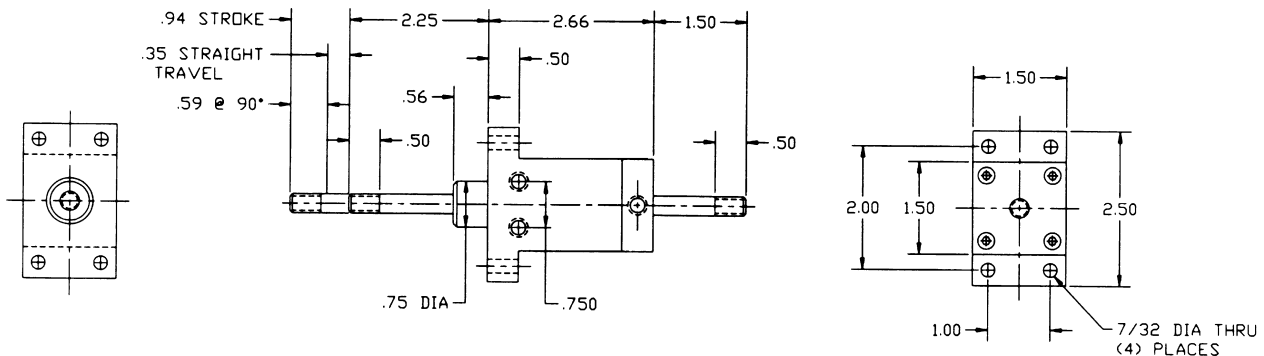 .94 STROKE
2.25
2.66
1.50
.35 STRAIGHT
TRAVEL
.50
.59 @ 90°
.56
.50
.50
.75 DIA
.750
1.50
2.00
1.50
2.50
1.00
7/32 DIA THRU
(4) PLACES